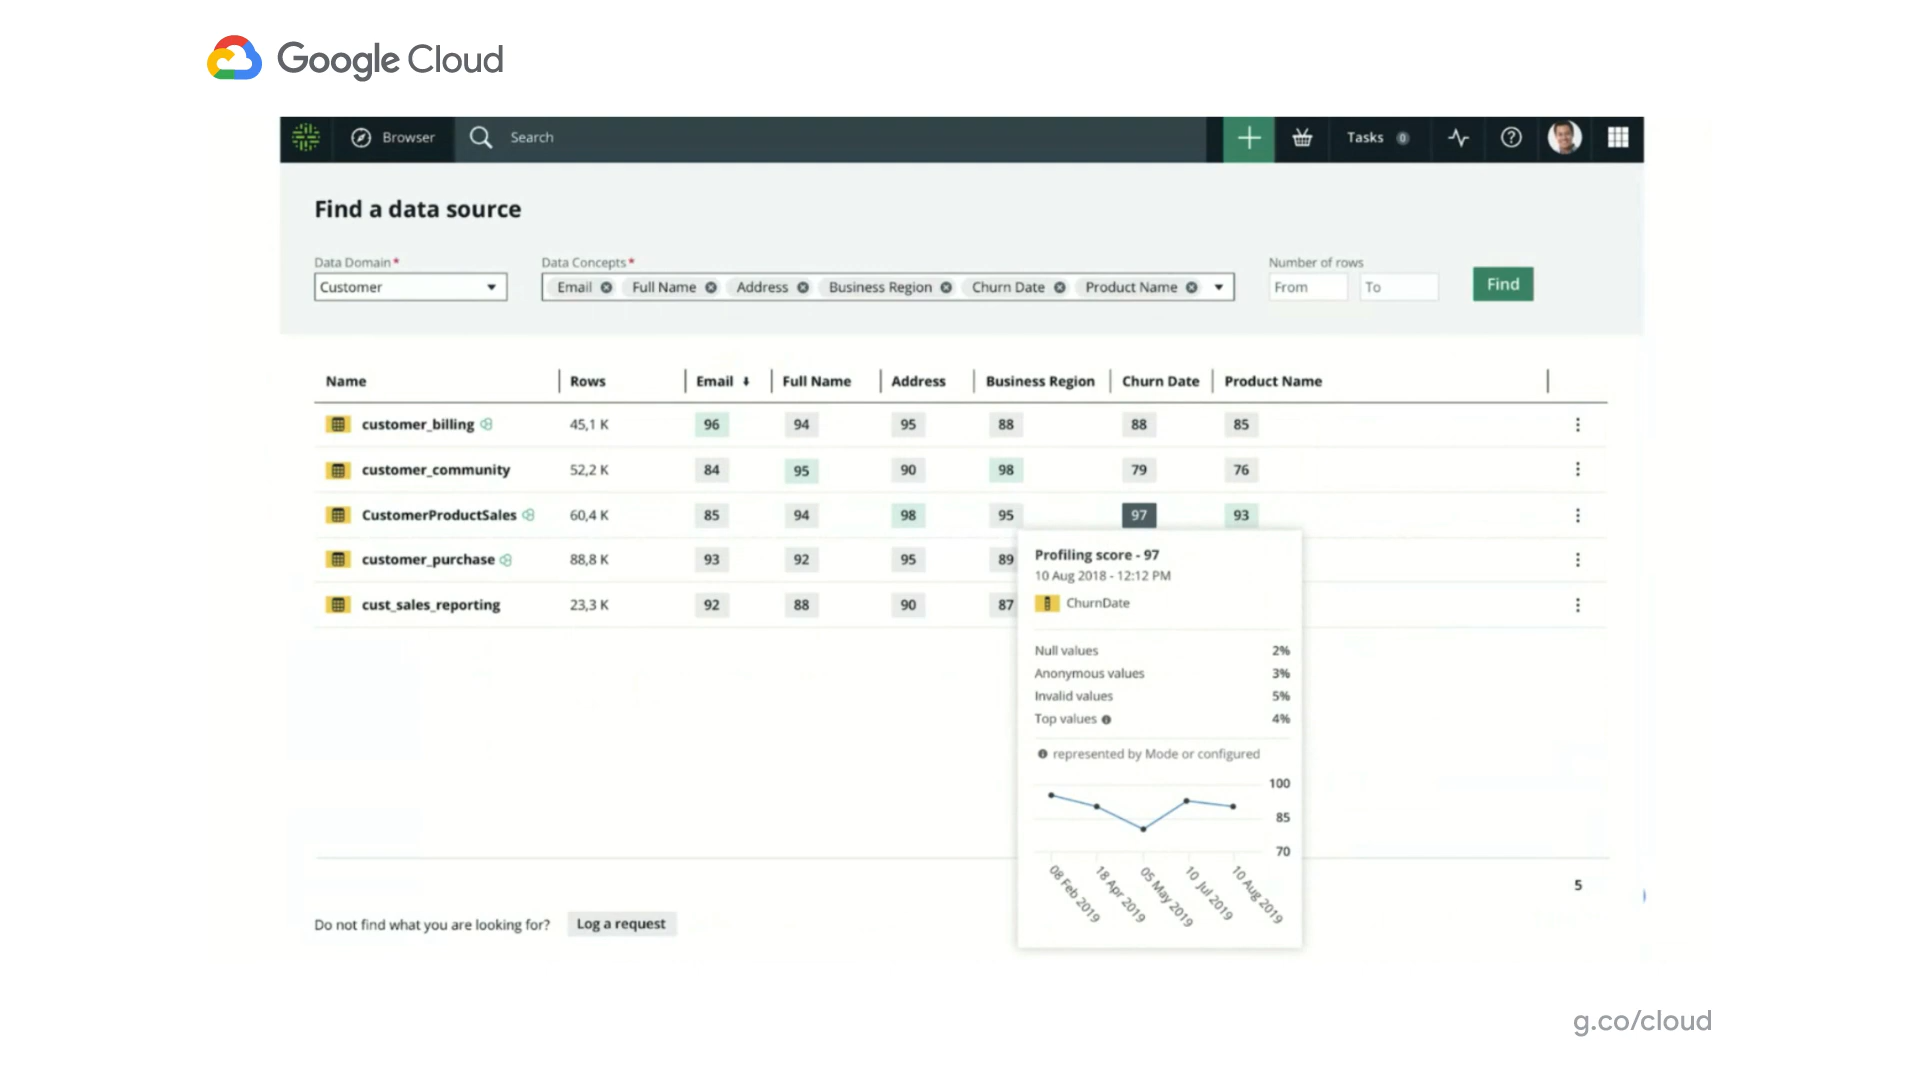 Google Cloud
Browser
Search
Tasks 0
Find a data source
Data Domain*
Data Concepts*
Number of rows
Customer
Email Full Name Address Business Region Churn Date Product Name
From
To
Find
Name Rows Email Full Name Address Business Region Churn Date Product Name
customer_billing 45,1 K 96 94 95 88 88 85
customer_community 52,2 K 84 95 90 98 79 76
CustomerProductSales 60,4 K 85 94 98 95 97 93
customer_purchase 88,8 K 93 92 95 89
cust_sales_reporting 23,3 K 92 88 90 87
Profiling score - 97
10 Aug 2018 - 12:12 PM
ChurnDate
Null values 2%
Anonymous values 3%
Invalid values 5%
Top values 4%
represented by Mode or configured
100
85
70
08 Feb 2019
18 Apr 2019
05 May 2019
10 Jul 2019
10 Aug 2019
5
Do not find what you are looking for? Log a request
g.co/cloud